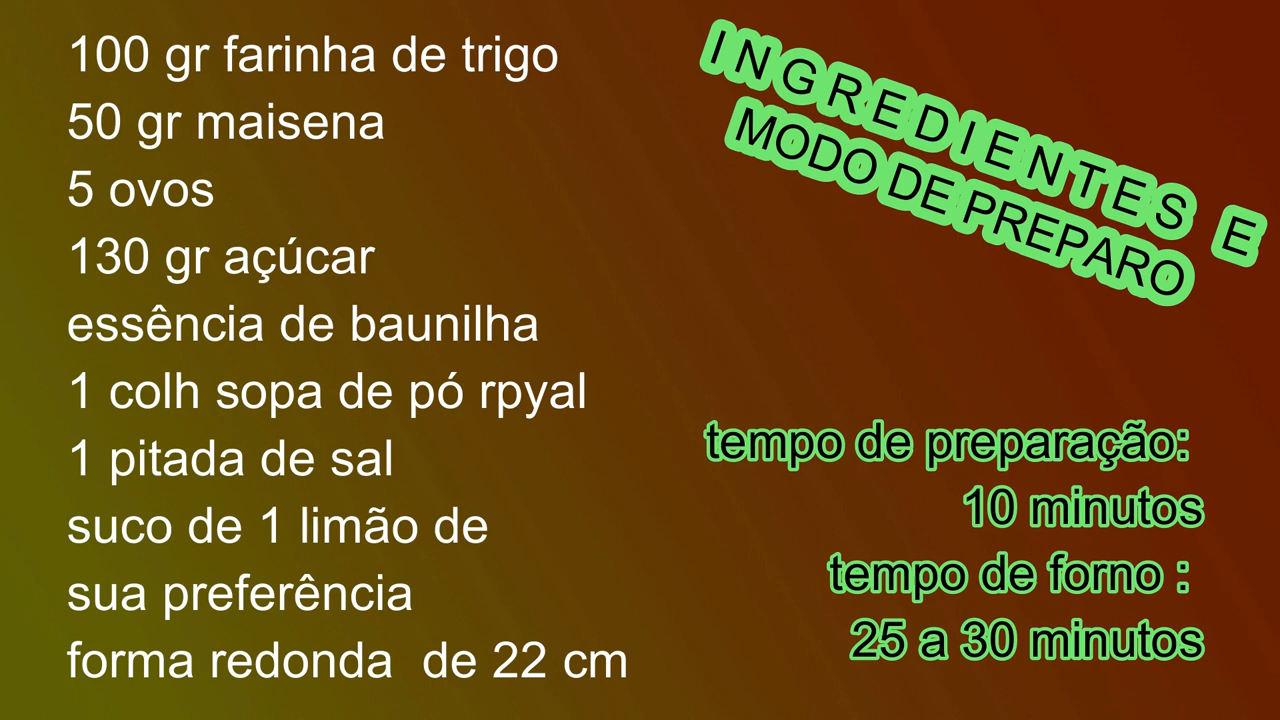 100 gr farinha de trigo
50 gr maisena
5 ovos
130 gr açúcar
essência de baunilha
1 colh sopa de pó rpyal
1 pitada de sal
suco de 1 limão de
sua preferência
forma redonda  de 22 cm
INGREDIENTES E
MODO DE PREPARO
tempo de preparação:
10 minutos
tempo de forno :
25 a 30 minutos